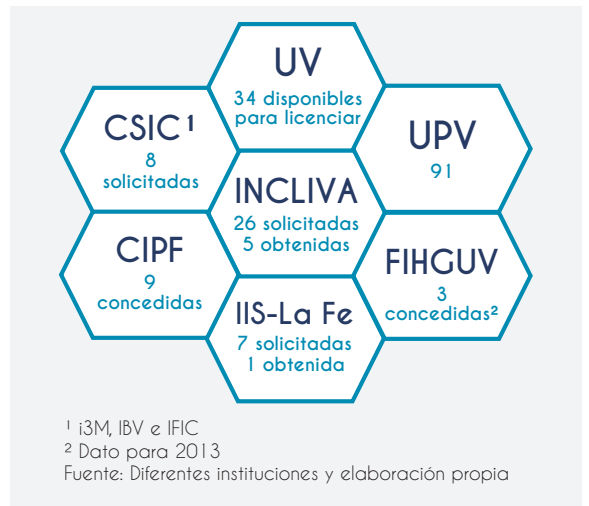 UV
34 disponibles
para licenciar
CSIC¹
8
solicitadas
UPV
91
INCLIVA
26 solicitadas
5 obtenidas
CIPF
9
concedidas
FIHGUV
3
concedidas²
IIS-La Fe
7 solicitadas
1 obtenida
¹ i3M, IBV e IFIC
² Dato para 2013
Fuente: Diferentes instituciones y elaboración propia